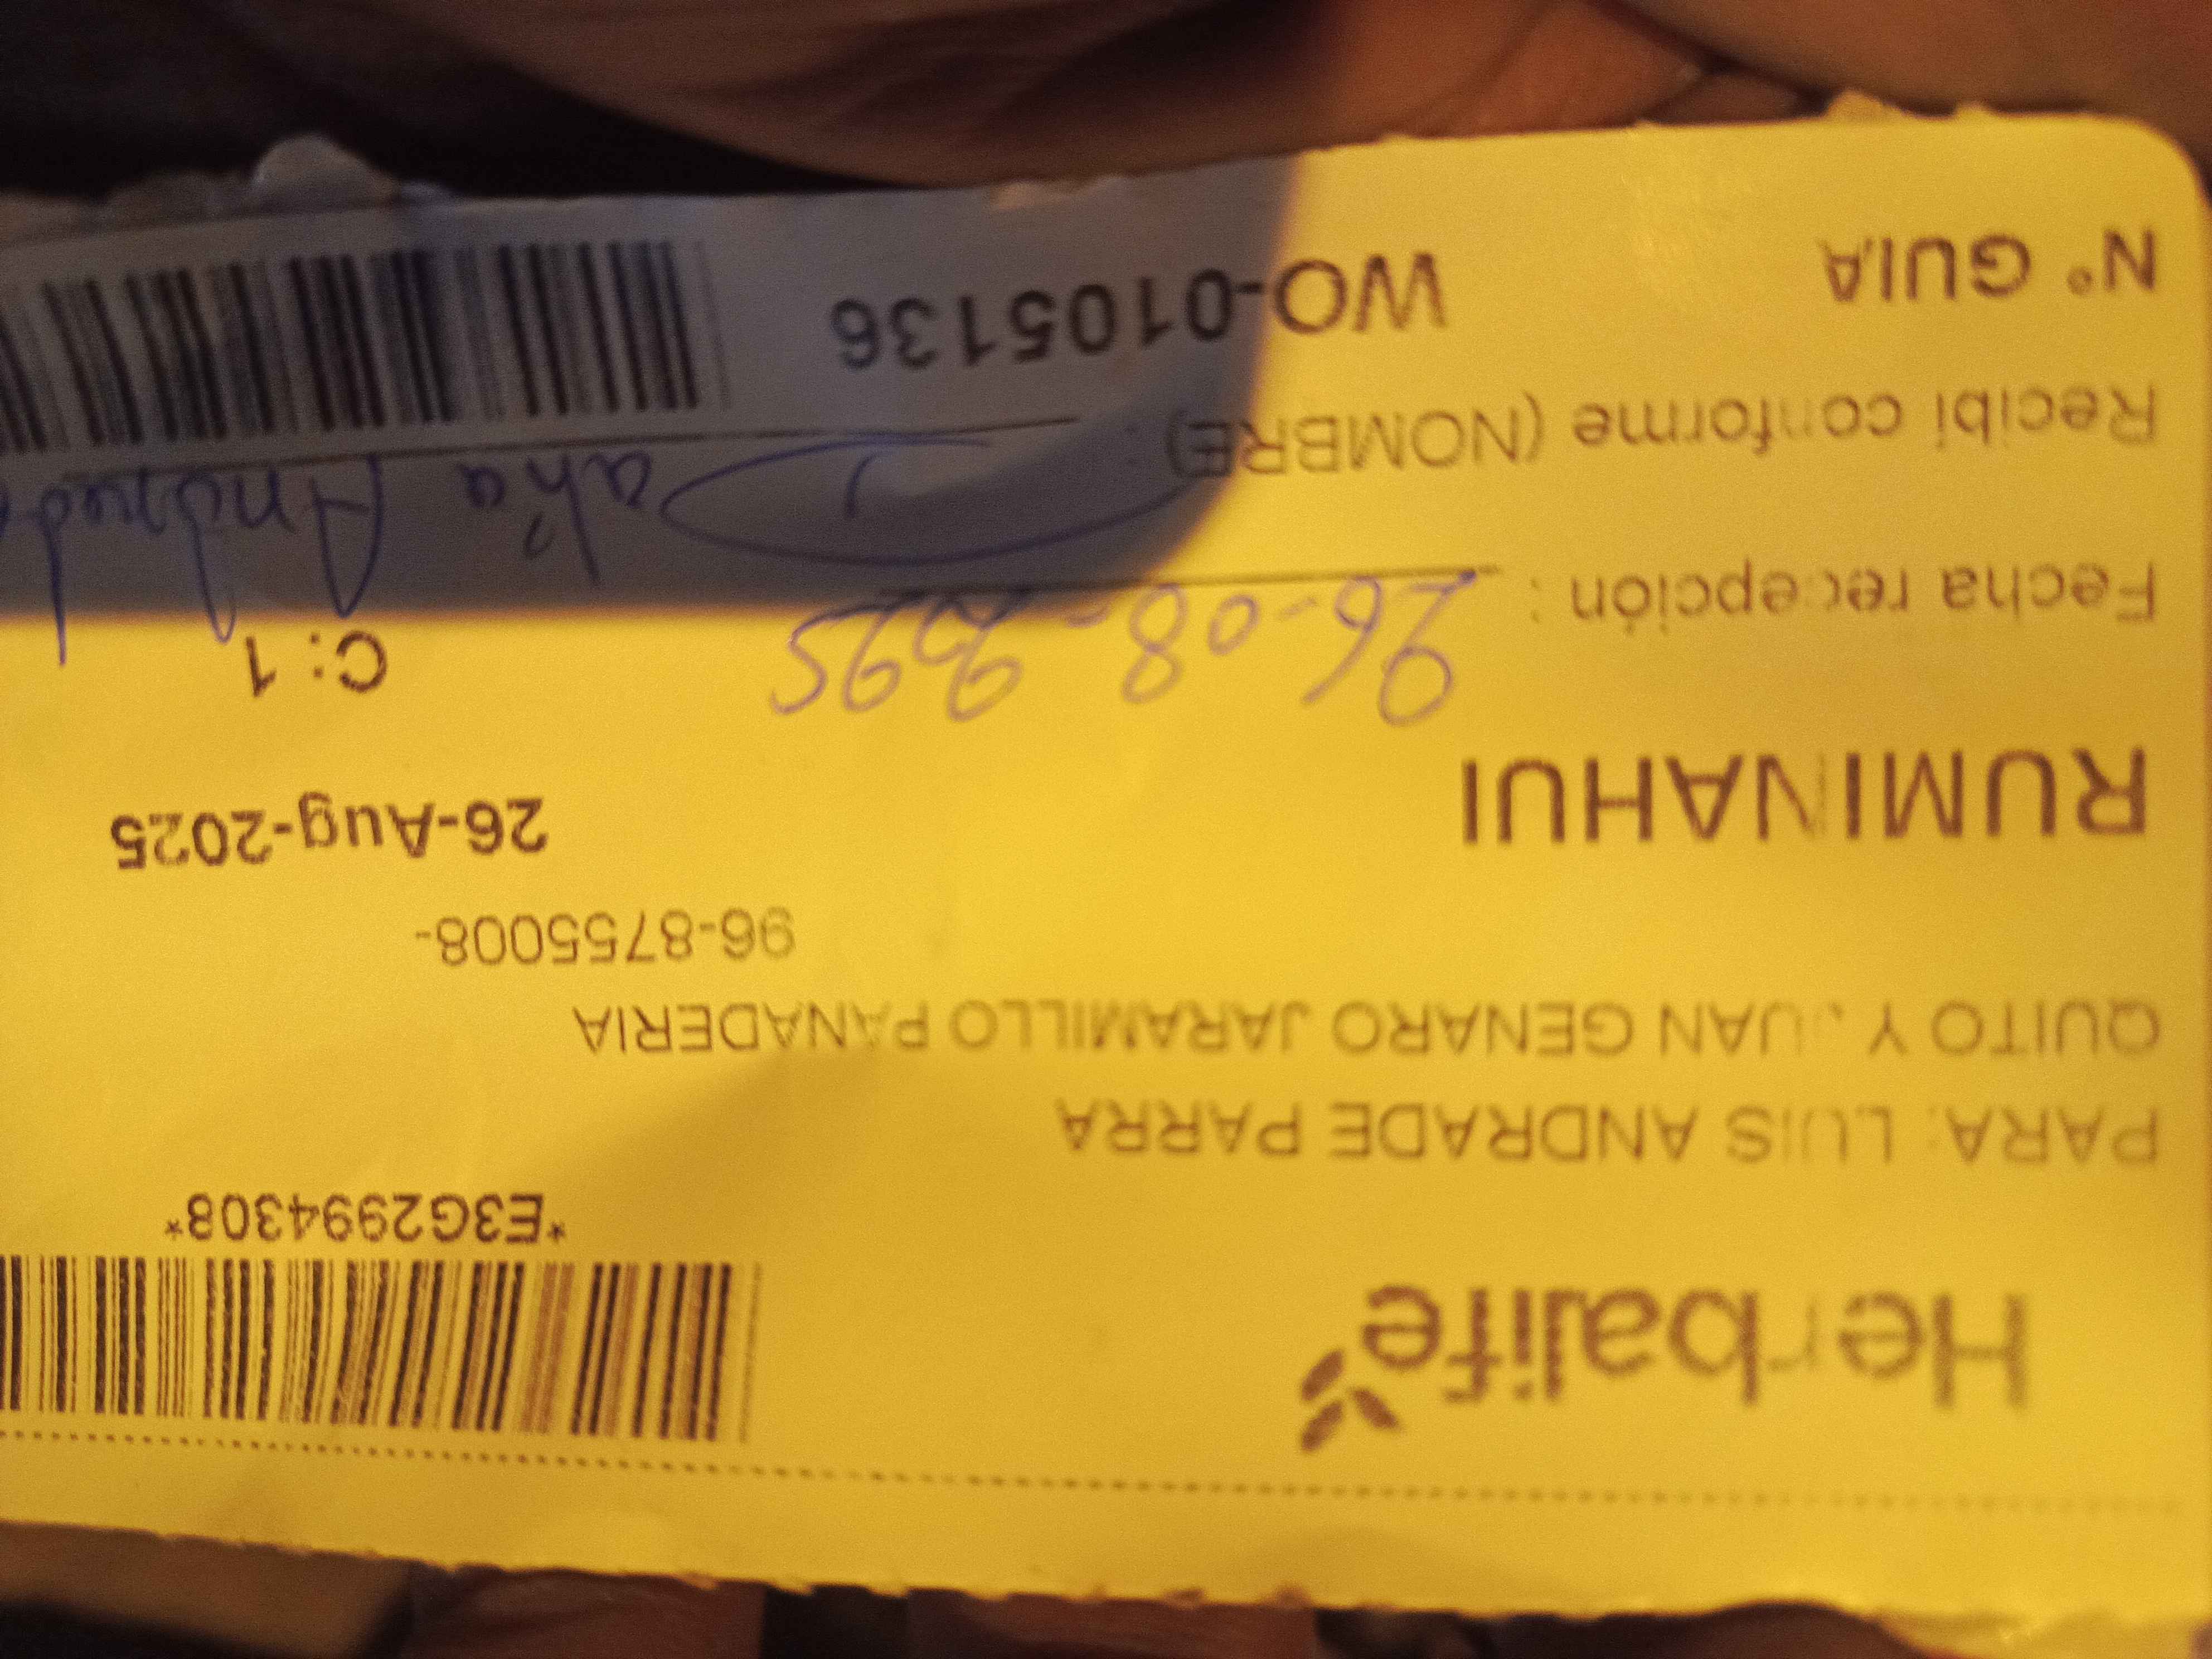 Herbalife
*E3G2994308*
PARA: LUIS ANDRADE PARRA
QUITO Y JUAN GENARO JARAMILLO PANADERIA
96-8755008-
RUMINAHUI
26-Aug-2025
C: 1
Fecha recepción : 26-08-2025
Recibi conforme (NOMBRE) :
N° GUIA WO-0105136